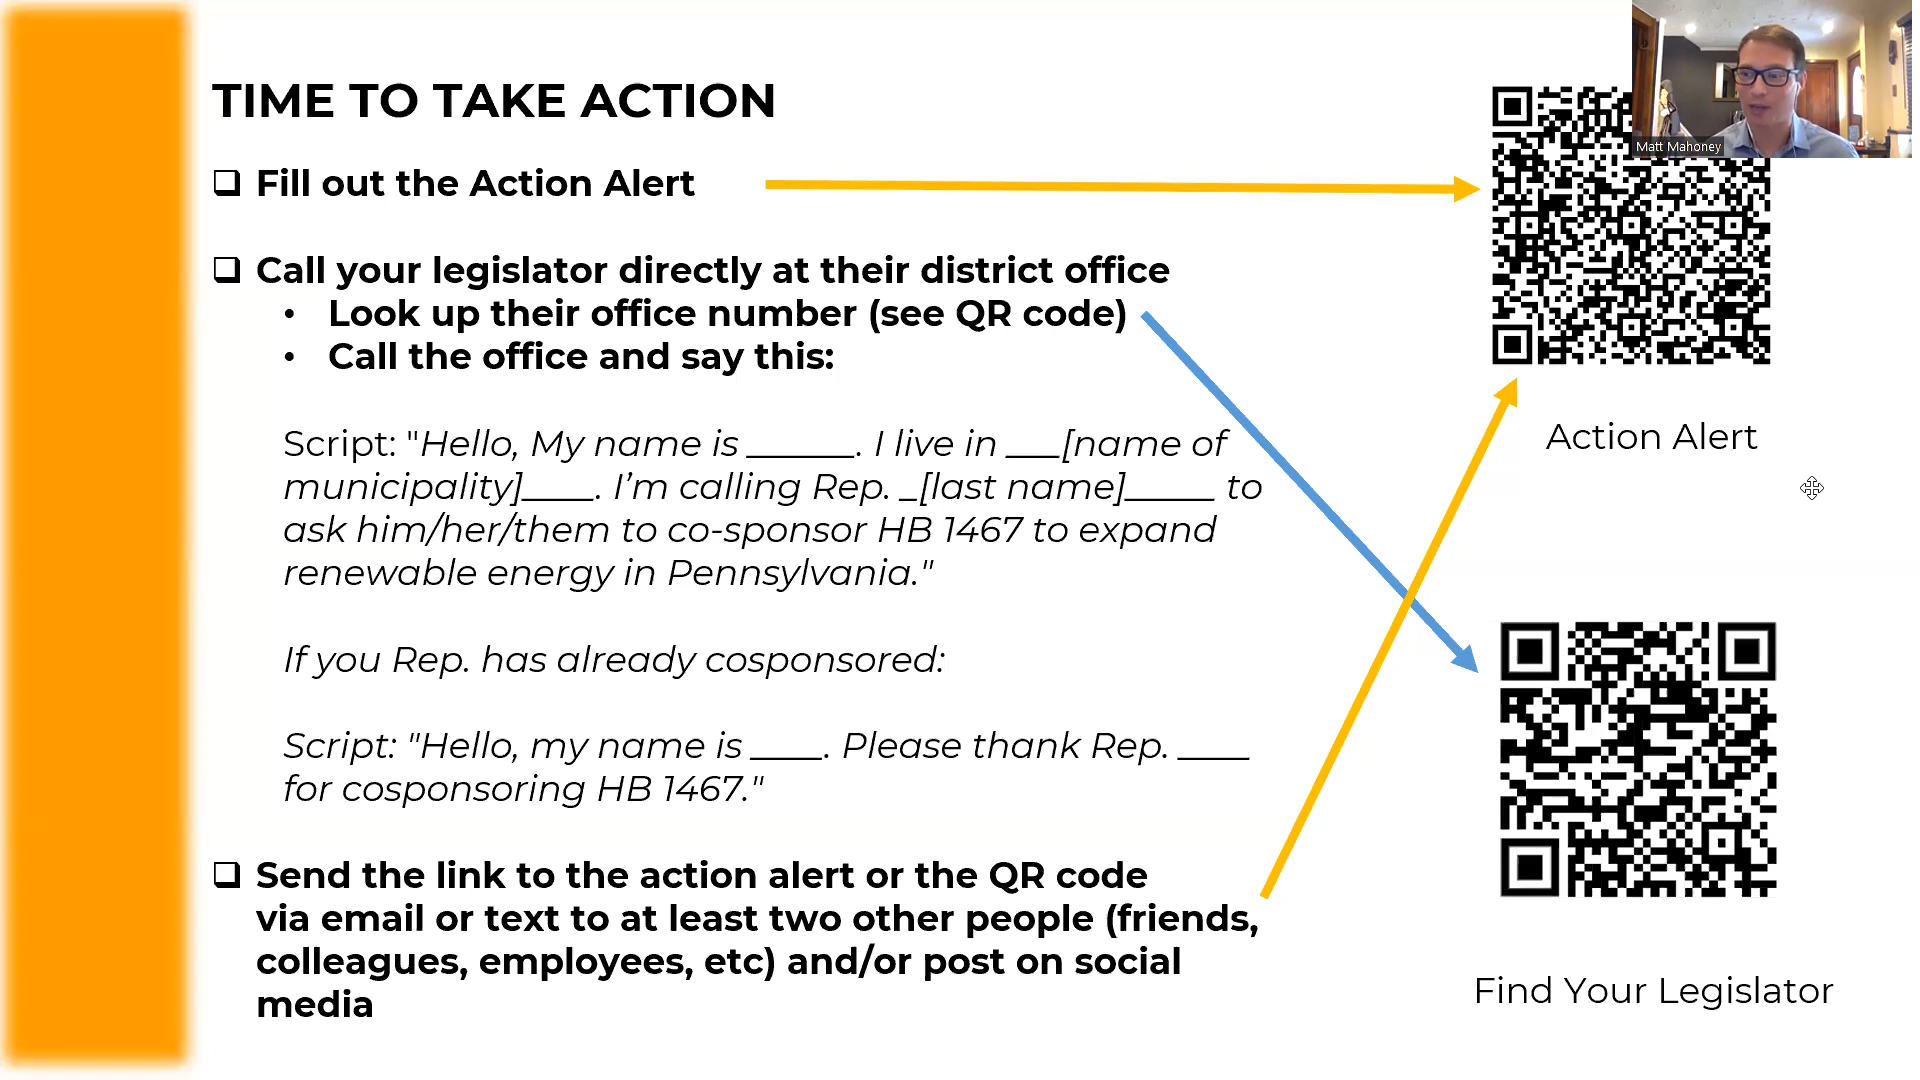 TIME TO TAKE ACTION
Fill out the Action Alert
Call your legislator directly at their district office
• Look up their office number (see QR code)
• Call the office and say this:
Script: "Hello, My name is ______. I live in ___[name of
municipality]____. I’m calling Rep. _[last name]_____ to
ask him/her/them to co-sponsor HB 1467 to expand
renewable energy in Pennsylvania."
If you Rep. has already cosponsored:
Script: "Hello, my name is ____. Please thank Rep. ____
for cosponsoring HB 1467."
Send the link to the action alert or the QR code
via email or text to at least two other people (friends,
colleagues, employees, etc) and/or post on social
media
Matt Mahoney
Action Alert
Find Your Legislator